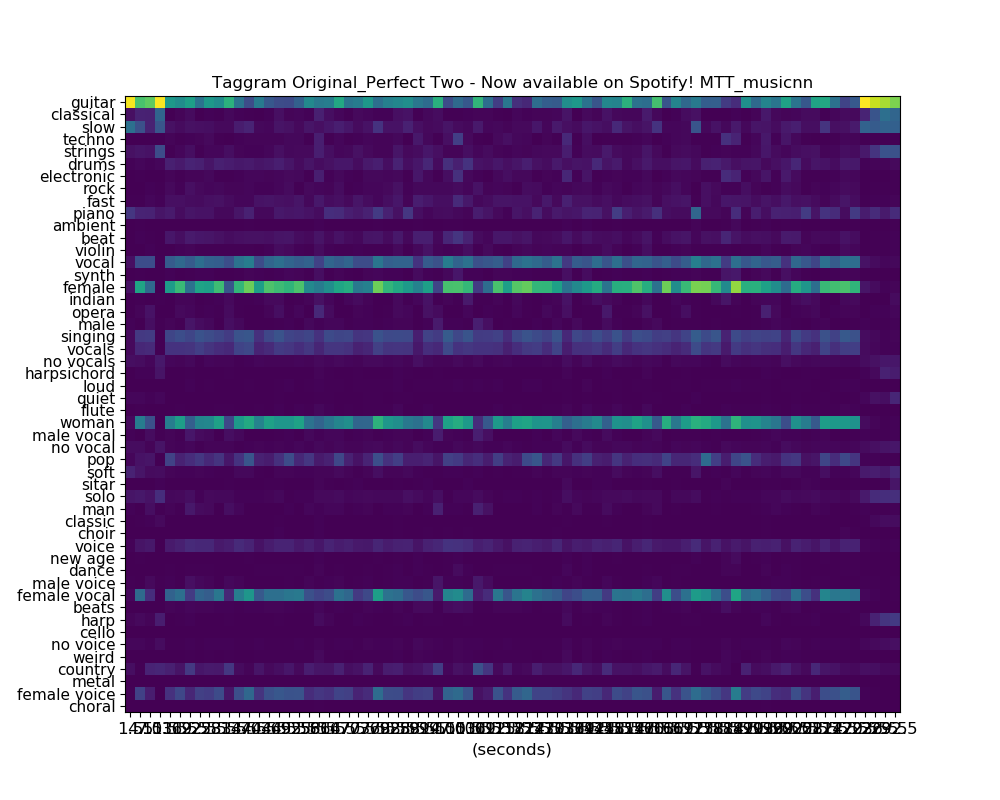 Taggram Original_Perfect Two - Now available on Spotify! MTT_musicnn
guitar
classical
slow
techno
strings
drums
electronic
rock
fast
piano
ambient
beat
violin
vocal
synth
female
indian
opera
male
singing
vocals
no vocals
harpsichord
loud
quiet
flute
woman
male vocal
no vocal
pop
soft
sitar
solo
man
classic
choir
voice
new age
dance
male voice
female vocal
beats
harp
cello
no voice
weird
country
metal
female voice
choral
(seconds)